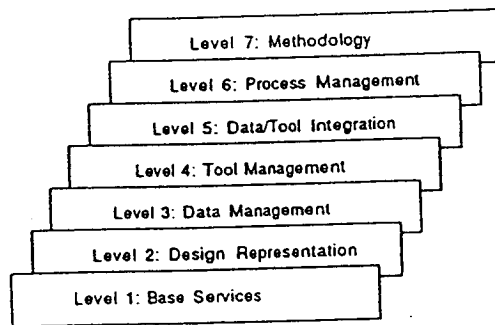 Level 7: Methodology
Level 6: Process Management
Level 5: Data/Tool Integration
Level 4: Tool Management
Level 3: Data Management
Level 2: Design Representation
Level 1: Base Services